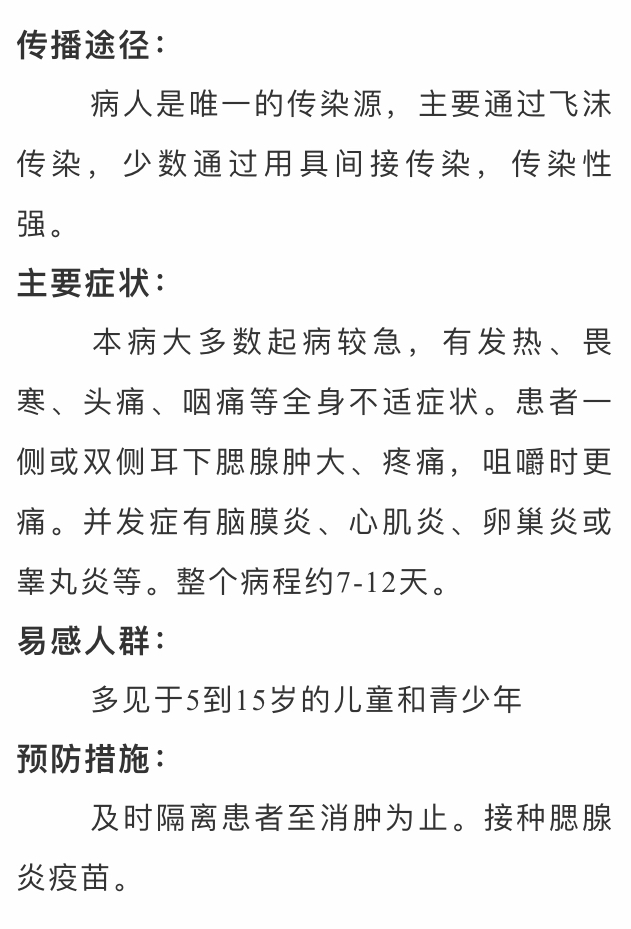 传播途径：
病人是唯一的传染源，主要通过飞沫
传染，少数通过用具间接传染，传染性
强。
主要症状：
本病大多数起病较急，有发热、畏
寒、头痛、咽痛等全身不适症状。患者一
侧或双侧耳下腮腺肿大、疼痛，咀嚼时更
痛。并发症有脑膜炎、心肌炎、卵巢炎或
睾丸炎等。整个病程约7-12天。
易感人群：
多见于5到15岁的儿童和青少年
预防措施：
及时隔离患者至消肿为止。接种腮腺
炎疫苗。